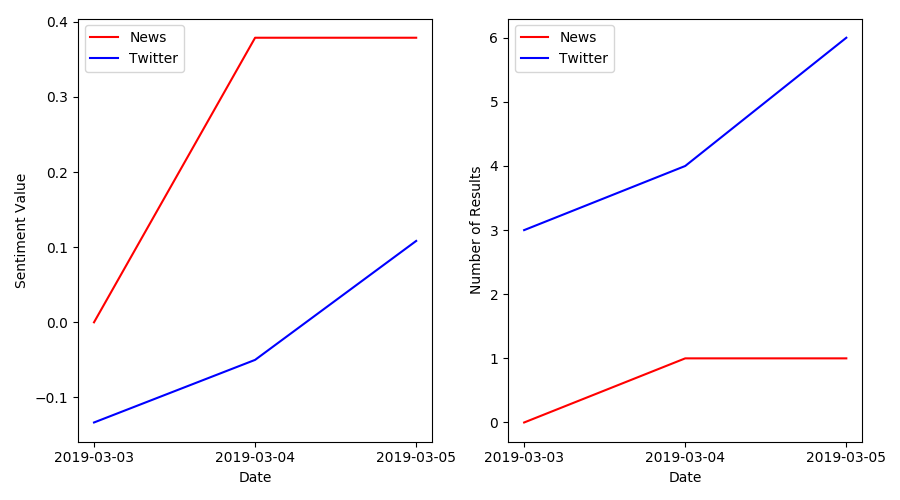 0.4
0.3
0.2
0.1
0.0
−0.1
Sentiment Value
News
Twitter
2019-03-03
2019-03-04
2019-03-05
Date
6
5
4
3
2
1
0
Number of Results
News
Twitter
2019-03-03
2019-03-04
2019-03-05
Date